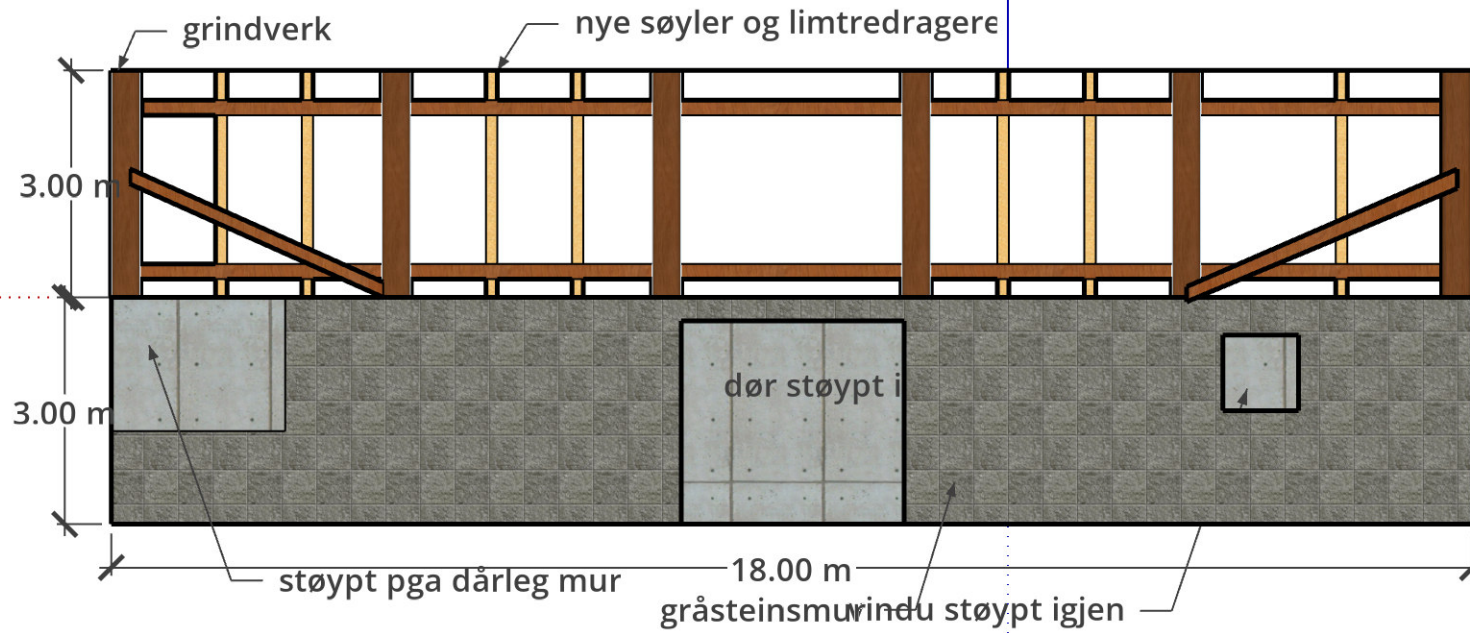 grindverk
nye søyler og limtredragere
3.00 m
dør støypt i
3.00 m
18.00 m
støypt pga dårleg mur
gråsteinsmur
vindu støypt igjen